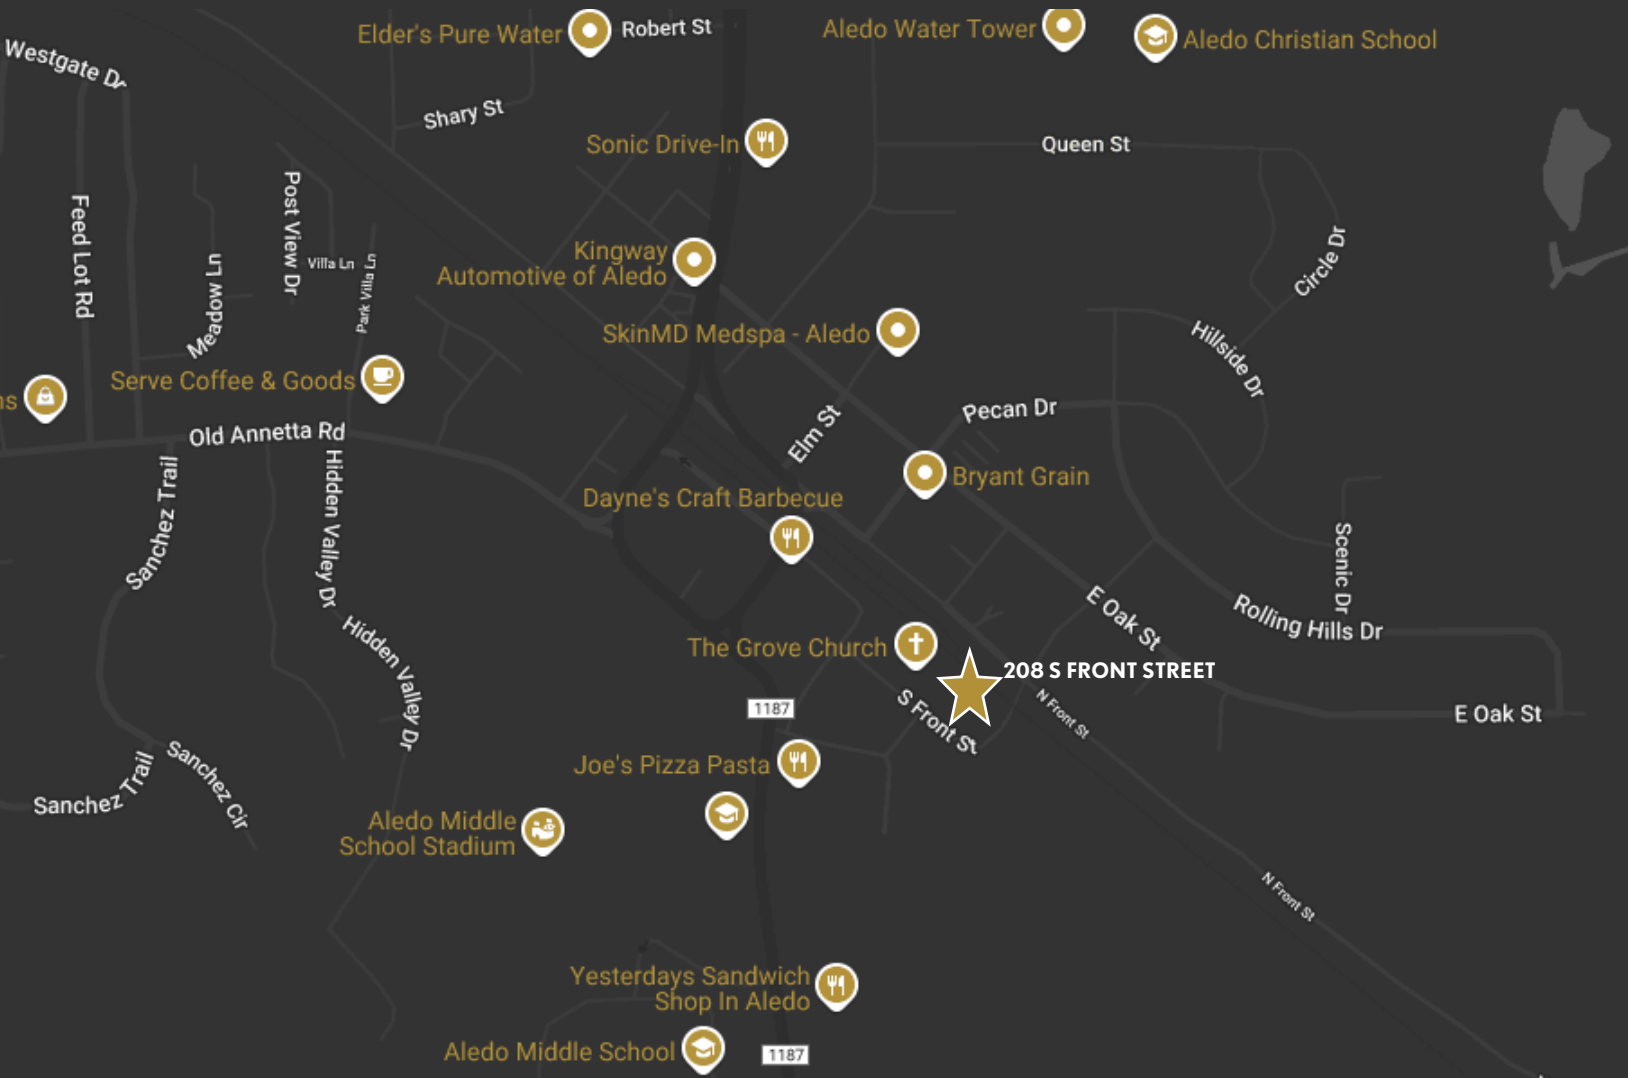 Elder's Pure Water
Robert St
Aledo Water Tower
Aledo Christian School
Westgate Dr
Shary St
Sonic Drive-In
Queen St
Feed Lot Rd
Post View Dr
Meadow Ln
Villa Ln
Park Villa Ln
Kingway
Automotive of Aledo
Circle Dr
SkinMD Medspa - Aledo
Hillside Dr
Serve Coffee & Goods
Pecan Dr
Elm St
Old Annetta Rd
Bryant Grain
Sanchez Trail
Hidden Valley Dr
Dayne's Craft Barbecue
Scenic Dr
E Oak St
Rolling Hills Dr
Hidden Valley Dr
The Grove Church
208 S FRONT STREET
1187
S Front St
N Front St
E Oak St
Sanchez Trail
Sanchez Cir
Joe's Pizza Pasta
Aledo Middle
School Stadium
N Front St
Yesterdays Sandwich
Shop In Aledo
Aledo Middle School
1187